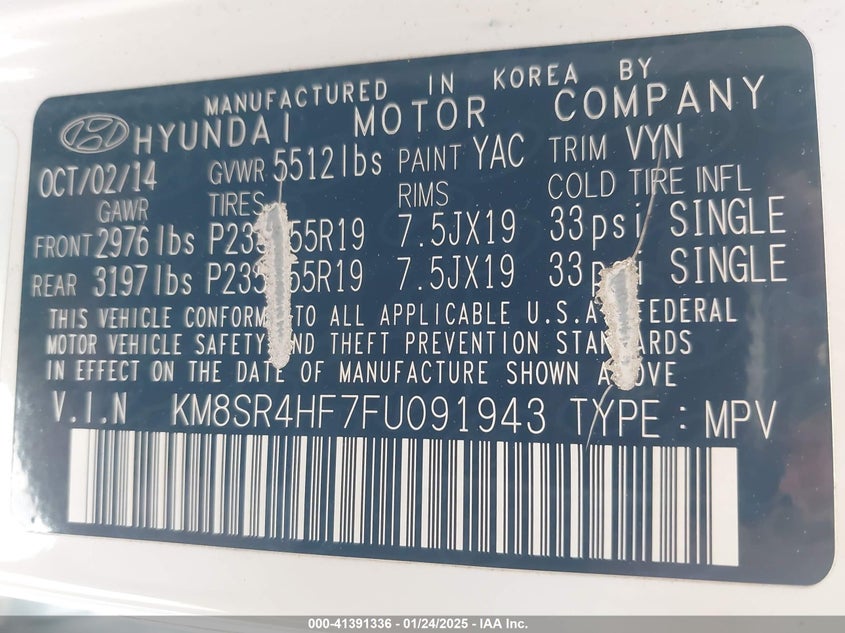 MANUFACTURED IN KOREA BY
HYUNDAI MOTOR COMPANY
OCT/02/14 GVWR 5512lbs PAINT YAC TRIM VYN
GAWR TIRES RIMS COLD TIRE INFL
FRONT 2976lbs 55R19 7.5JX19 33psi SINGLE
REAR 3197lbs 55R19 7.5JX19 33 SINGLE
THIS VEHICLE TO ALL APPLICABLE U.S.A FEDERAL
MOTOR VEHICLE SAFETY AND THEFT PREVENTION STANDARDS
IN EFFECT ON THE DATE OF MANUFACTURE SHOWN ABOVE
V.I.N KM8SR4HF7FU091943 TYPE : MPV
000-41391336 - 01/24/2025 - IAA Inc.